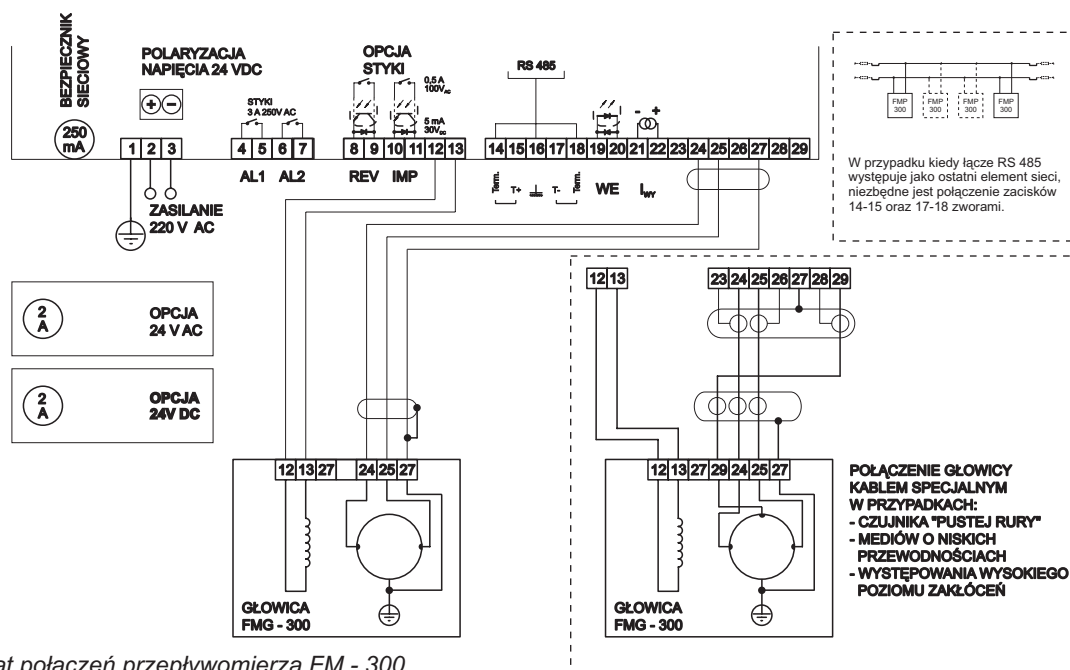 BEZPIECZNIK
SIECIOWY
250
mA
POLARYZACJA
NAPIĘCIA 24 VDC
+ -
1 2 3
ZASILANIE
220 V AC
STYKI
3 A 250V AC
4 5 6 7
AL1 AL2
OPCJA
STYKI
0,5 A
100VAC
5 mA
30VDC
8 9 10 11 12 13
REV IMP
RS 485
- +
14 15 16 17 18 19 20 21 22 23 24 25 26 27 28 29
Term. T+ T- Term. WE IWY
FMP
300
FMP
300
FMP
300
FMP
300
W przypadku kiedy łącze RS 485
występuje jako ostatni element sieci,
niezbędne jest połączenie zacisków
14-15 oraz 17-18 zworami.
2
A
OPCJA
24 V AC
2
A
OPCJA
24V DC
12 13 27 24 25 27
GŁOWICA
FMG - 300
12 13
23 24 25 26 27 28 29
12 13 27 29 24 25 27
GŁOWICA
FMG - 300
POŁĄCZENIE GŁOWICY
KABLEM SPECJALNYM
W PRZYPADKACH:
- CZUJNIKA "PUSTEJ RURY"
- MEDIÓW O NISKICH
PRZEWODNOŚCIACH
- WYSTĘPOWANIA WYSOKIEGO
POZIOMU ZAKŁÓCEŃ
at połączeń przepływomierza FM - 300